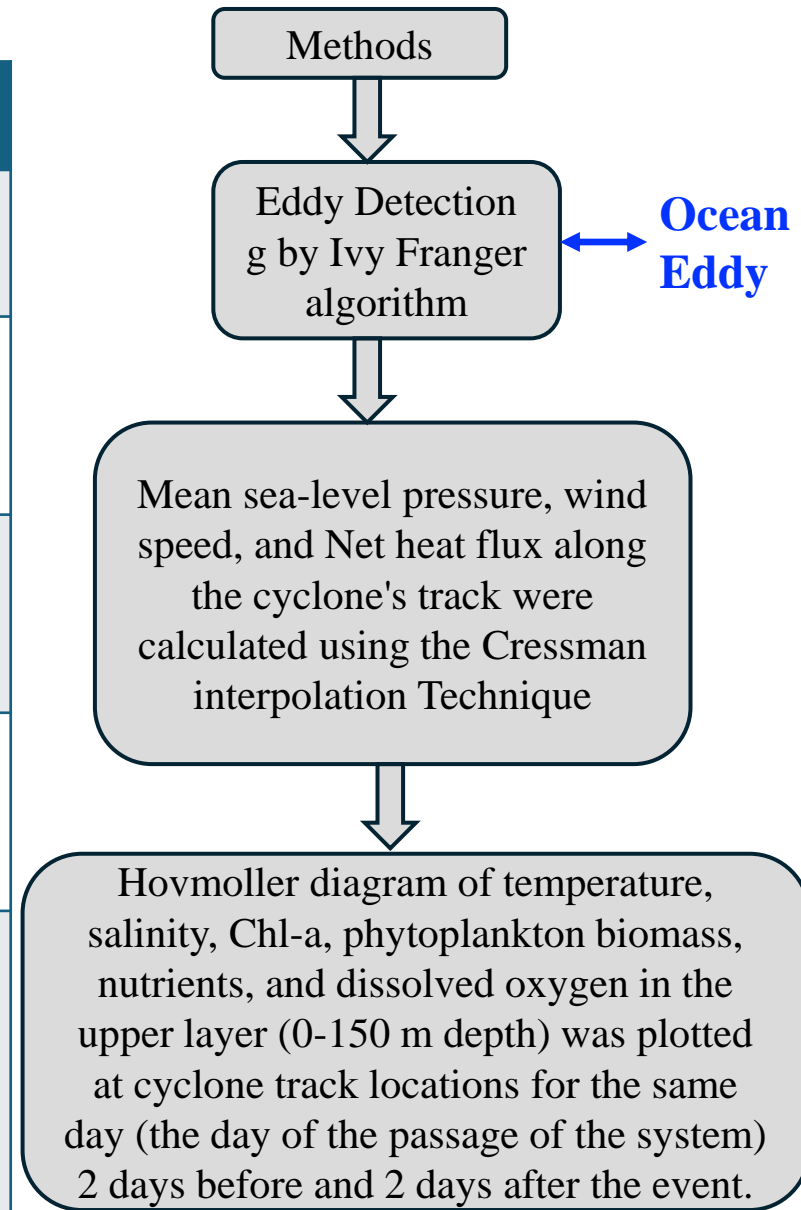 Methods
Eddy Detection
g by Ivy Franger
algorithm
Ocean
Eddy
Mean sea-level pressure, wind
speed, and Net heat flux along
the cyclone's track were
calculated using the Cressman
interpolation Technique
Hovmoller diagram of temperature,
salinity, Chl-a, phytoplankton biomass,
nutrients, and dissolved oxygen in the
upper layer (0-150 m depth) was plotted
at cyclone track locations for the same
day (the day of the passage of the system)
2 days before and 2 days after the event.